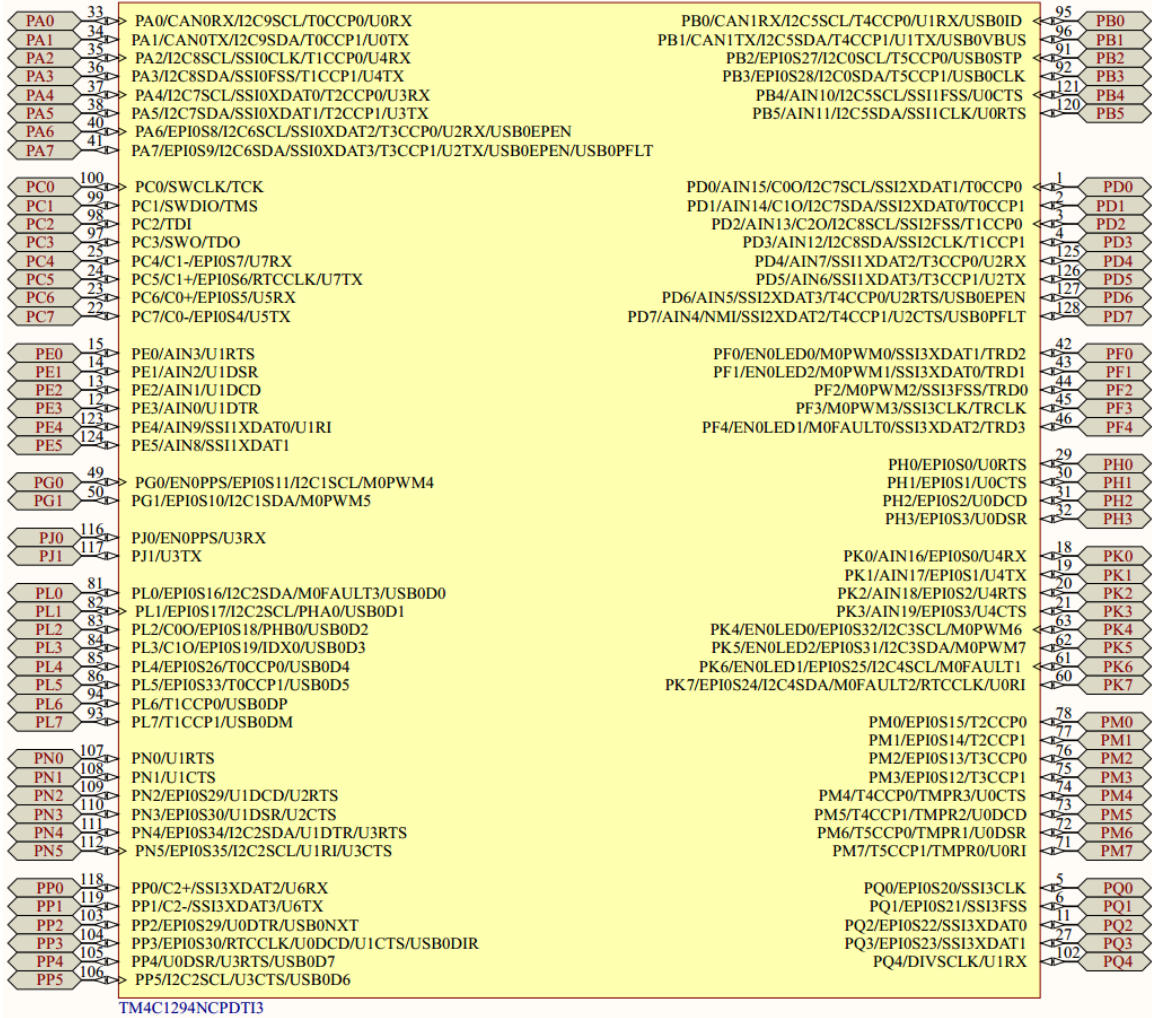 PA0 33 PA0/CAN0RX/I2C9SCL/T0CCP0/U0RX
PA1 34 PA1/CAN0TX/I2C9SDA/T0CCP1/U0TX
PA2 35 PA2/I2C8SCL/SSI0CLK/T1CCP0/U4RX
PA3 36 PA3/I2C8SDA/SSI0FSS/T1CCP1/U4TX
PA4 37 PA4/I2C7SCL/SSI0XDAT0/T2CCP0/U3RX
PA5 38 PA5/I2C7SDA/SSI0XDAT1/T2CCP1/U3TX
PA6 40 PA6/EPI0S8/I2C6SCL/SSI0XDAT2/T3CCP0/U2RX/USB0EPEN
PA7 41 PA7/EPI0S9/I2C6SDA/SSI0XDAT3/T3CCP1/U2TX/USB0EPEN/USB0PFLT
PB0/CAN1RX/I2C5SCL/T4CCP0/U1RX/USB0ID 95 PB0
PB1/CAN1TX/I2C5SDA/T4CCP1/U1TX/USB0VBUS 96 PB1
PB2/EPI0S27/I2C0SCL/T5CCP0/USB0STP 91 PB2
PB3/EPI0S28/I2C0SDA/T5CCP1/USB0CLK 92 PB3
PB4/AIN10/I2C5SCL/SSI1FSS/U0CTS 121 PB4
PB5/AIN11/I2C5SDA/SSI1CLK/U0RTS 120 PB5
PC0 100 PC0/SWCLK/TCK
PC1 99 PC1/SWDIO/TMS
PC2 98 PC2/TDI
PC3 97 PC3/SWO/TDO
PC4 25 PC4/C1-/EPI0S7/U7RX
PC5 24 PC5/C1+/EPI0S6/RTCCLK/U7TX
PC6 23 PC6/C0+/EPI0S5/U5RX
PC7 22 PC7/C0-/EPI0S4/U5TX
PD0/AIN15/C0O/I2C7SCL/SSI2XDAT1/T0CCP0 1 PD0
PD1/AIN14/C1O/I2C7SDA/SSI2XDAT0/T0CCP1 2 PD1
PD2/AIN13/C2O/I2C8SCL/SSI2FSS/T1CCP0 3 PD2
PD3/AIN12/I2C8SDA/SSI2CLK/T1CCP1 4 PD3
PD4/AIN7/SSI1XDAT2/T3CCP0/U2RX 125 PD4
PD5/AIN6/SSI1XDAT3/T3CCP1/U2TX 126 PD5
PD6/AIN5/SSI2XDAT3/T4CCP0/U2RTS/USB0EPEN 127 PD6
PD7/AIN4/NMI/SSI2XDAT2/T4CCP1/U2CTS/USB0PFLT 128 PD7
PE0 15 PE0/AIN3/U1RTS
PE1 14 PE1/AIN2/U1DSR
PE2 13 PE2/AIN1/U1DCD
PE3 12 PE3/AIN0/U1DTR
PE4 123 PE4/AIN9/SSI1XDAT0/U1RI
PE5 124 PE5/AIN8/SSI1XDAT1
PF0/EN0LED0/M0PWM0/SSI3XDAT1/TRD2 42 PF0
PF1/EN0LED2/M0PWM1/SSI3XDAT0/TRD1 43 PF1
PF2/M0PWM2/SSI3FSS/TRD0 44 PF2
PF3/M0PWM3/SSI3CLK/TRCLK 45 PF3
PF4/EN0LED1/M0FAULT0/SSI3XDAT2/TRD3 46 PF4
PG0 49 PG0/EN0PPS/EPI0S11/I2C1SCL/M0PWM4
PG1 50 PG1/EPI0S10/I2C1SDA/M0PWM5
PH0/EPI0S0/U0RTS 29 PH0
PH1/EPI0S1/U0CTS 30 PH1
PH2/EPI0S2/U0DCD 31 PH2
PH3/EPI0S3/U0DSR 32 PH3
PJ0 116 PJ0/EN0PPS/U3RX
PJ1 117 PJ1/U3TX
PK0/AIN16/EPI0S0/U4RX 18 PK0
PK1/AIN17/EPI0S1/U4TX 19 PK1
PK2/AIN18/EPI0S2/U4RTS 20 PK2
PK3/AIN19/EPI0S3/U4CTS 21 PK3
PK4/EN0LED0/EPI0S32/I2C3SCL/M0PWM6 63 PK4
PK5/EN0LED2/EPI0S31/I2C3SDA/M0PWM7 62 PK5
PK6/EN0LED1/EPI0S25/I2C4SCL/M0FAULT1 61 PK6
PK7/EPI0S24/I2C4SDA/M0FAULT2/RTCCLK/U0RI 60 PK7
PL0 81 PL0/EPI0S16/I2C2SDA/M0FAULT3/USB0D0
PL1 82 PL1/EPI0S17/I2C2SCL/PHA0/USB0D1
PL2 83 PL2/C0O/EPI0S18/PHB0/USB0D2
PL3 84 PL3/C1O/EPI0S19/IDX0/USB0D3
PL4 85 PL4/EPI0S26/T0CCP0/USB0D4
PL5 86 PL5/EPI0S33/T0CCP1/USB0D5
PL6 94 PL6/T1CCP0/USB0DP
PL7 93 PL7/T1CCP1/USB0DM
PM0/EPI0S15/T2CCP0 78 PM0
PM1/EPI0S14/T2CCP1 77 PM1
PM2/EPI0S13/T3CCP0 76 PM2
PM3/EPI0S12/T3CCP1 75 PM3
PM4/T4CCP0/TMPR3/U0CTS 74 PM4
PM5/T4CCP1/TMPR2/U0DCD 73 PM5
PM6/T5CCP0/TMPR1/U0DSR 72 PM6
PM7/T5CCP1/TMPR0/U0RI 71 PM7
PN0 107 PN0/U1RTS
PN1 108 PN1/U1CTS
PN2 109 PN2/EPI0S29/U1DCD/U2RTS
PN3 110 PN3/EPI0S30/U1DSR/U2CTS
PN4 111 PN4/EPI0S34/I2C2SDA/U1DTR/U3RTS
PN5 112 PN5/EPI0S35/I2C2SCL/U1RI/U3CTS
PP0 118 PP0/C2+/SSI3XDAT2/U6RX
PP1 119 PP1/C2-/SSI3XDAT3/U6TX
PP2 103 PP2/EPI0S29/U0DTR/USB0NXT
PP3 104 PP3/EPI0S30/RTCCLK/U0DCD/U1CTS/USB0DIR
PP4 105 PP4/U0DSR/U3RTS/USB0D7
PP5 106 PP5/I2C2SCL/U3CTS/USB0D6
PQ0/EPI0S20/SSI3CLK 5 PQ0
PQ1/EPI0S21/SSI3FSS 6 PQ1
PQ2/EPI0S22/SSI3XDAT0 11 PQ2
PQ3/EPI0S23/SSI3XDAT1 27 PQ3
PQ4/DIVSCLK/U1RX 102 PQ4
TM4C1294NCPDTI3